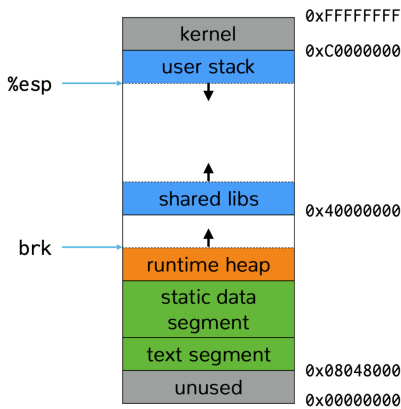 0xFFFFFFFF
kernel
0xC0000000
user stack
%esp
shared libs
0x40000000
brk
runtime heap
static data
segment
text segment
0x08048000
unused
0x00000000